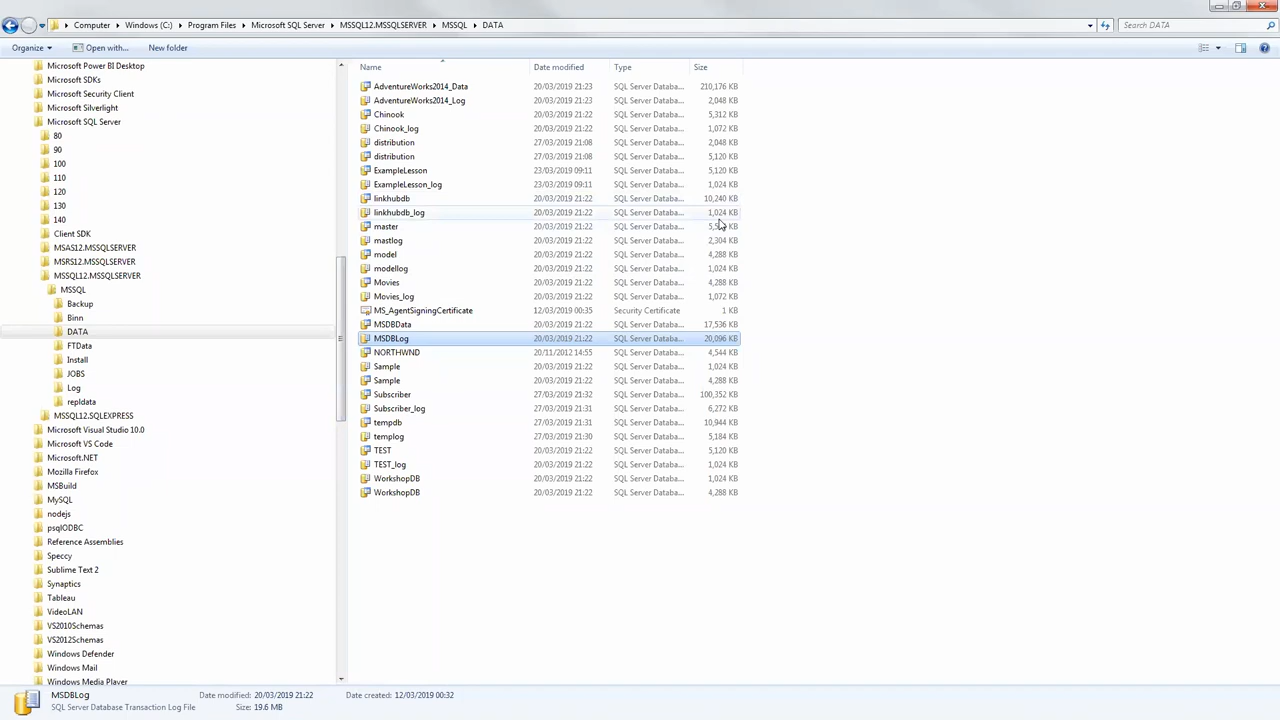 Computer Windows (C:) Program Files Microsoft SQL Server MSSQL12.MSSQLSERVER MSSQL DATA Search DATA
Organize Open with... New folder
Microsoft Power BI Desktop
Microsoft SDKs
Microsoft Security Client
Microsoft Silverlight
Microsoft SQL Server
80
90
100
110
120
130
140
Client SDK
MSAS12.MSSQLSERVER
MSRS12.MSSQLSERVER
MSSQL12.MSSQLSERVER
MSSQL
Backup
Binn
DATA
FTData
Install
JOBS
Log
repldata
MSSQL12.SQLEXPRESS
Microsoft Visual Studio 10.0
Microsoft VS Code
Microsoft.NET
Mozilla Firefox
MSBuild
MySQL
nodejs
psqlODBC
Reference Assemblies
Speccy
Sublime Text 2
Synaptics
Tableau
VideoLAN
VS2010Schemas
VS2012Schemas
Windows Defender
Windows Mail
Windows Media Player
Name Date modified Type Size
AdventureWorks2014_Data 20/03/2019 21:23 SQL Server Databa... 210,176 KB
AdventureWorks2014_Log 20/03/2019 21:23 SQL Server Databa... 2,048 KB
Chinook 20/03/2019 21:22 SQL Server Databa... 5,312 KB
Chinook_log 20/03/2019 21:22 SQL Server Databa... 1,072 KB
distribution 27/03/2019 21:08 SQL Server Databa... 2,048 KB
distribution 27/03/2019 21:08 SQL Server Databa... 5,120 KB
ExampleLesson 23/03/2019 09:11 SQL Server Databa... 5,120 KB
ExampleLesson_log 23/03/2019 09:11 SQL Server Databa... 1,024 KB
linkhubdb 20/03/2019 21:22 SQL Server Databa... 10,240 KB
linkhubdb_log 20/03/2019 21:22 SQL Server Databa... 1,024 KB
master 20/03/2019 21:22 SQL Server Databa... KB
mastlog 20/03/2019 21:22 SQL Server Databa... 2,304 KB
model 20/03/2019 21:22 SQL Server Databa... 4,288 KB
modellog 20/03/2019 21:22 SQL Server Databa... 1,024 KB
Movies 20/03/2019 21:22 SQL Server Databa... 4,288 KB
Movies_log 20/03/2019 21:22 SQL Server Databa... 1,072 KB
MS_AgentSigningCertificate 12/03/2019 00:35 Security Certificate 1 KB
MSDBData 20/03/2019 21:22 SQL Server Databa... 17,536 KB
MSDBLog 20/03/2019 21:22 SQL Server Databa... 20,096 KB
NORTHWND 20/11/2012 14:55 SQL Server Databa... 4,544 KB
Sample 20/03/2019 21:22 SQL Server Databa... 1,024 KB
Sample 20/03/2019 21:22 SQL Server Databa... 4,288 KB
Subscriber 27/03/2019 21:32 SQL Server Databa... 100,352 KB
Subscriber_log 27/03/2019 21:31 SQL Server Databa... 6,272 KB
tempdb 27/03/2019 21:31 SQL Server Databa... 10,944 KB
templog 27/03/2019 21:30 SQL Server Databa... 5,184 KB
TEST 20/03/2019 21:22 SQL Server Databa... 5,120 KB
TEST_log 20/03/2019 21:22 SQL Server Databa... 1,024 KB
WorkshopDB 20/03/2019 21:22 SQL Server Databa... 1,024 KB
WorkshopDB 20/03/2019 21:22 SQL Server Databa... 4,288 KB
MSDBLog Date modified: 20/03/2019 21:22 Date created: 12/03/2019 00:32
SQL Server Database Transaction Log File Size: 19.6 MB